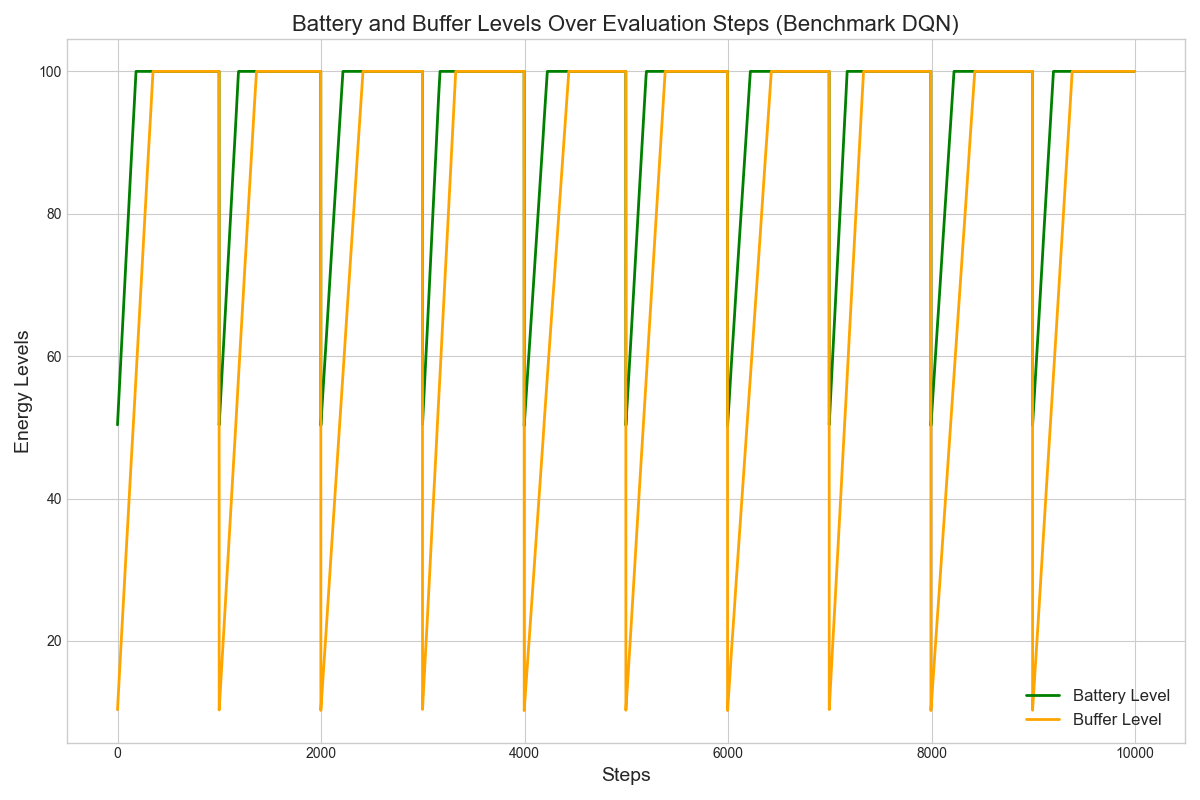 Battery and Buffer Levels Over Evaluation Steps (Benchmark DQN)
Energy Levels
100
80
60
40
20
Battery Level
Buffer Level
0 2000 4000 6000 8000 10000
Steps